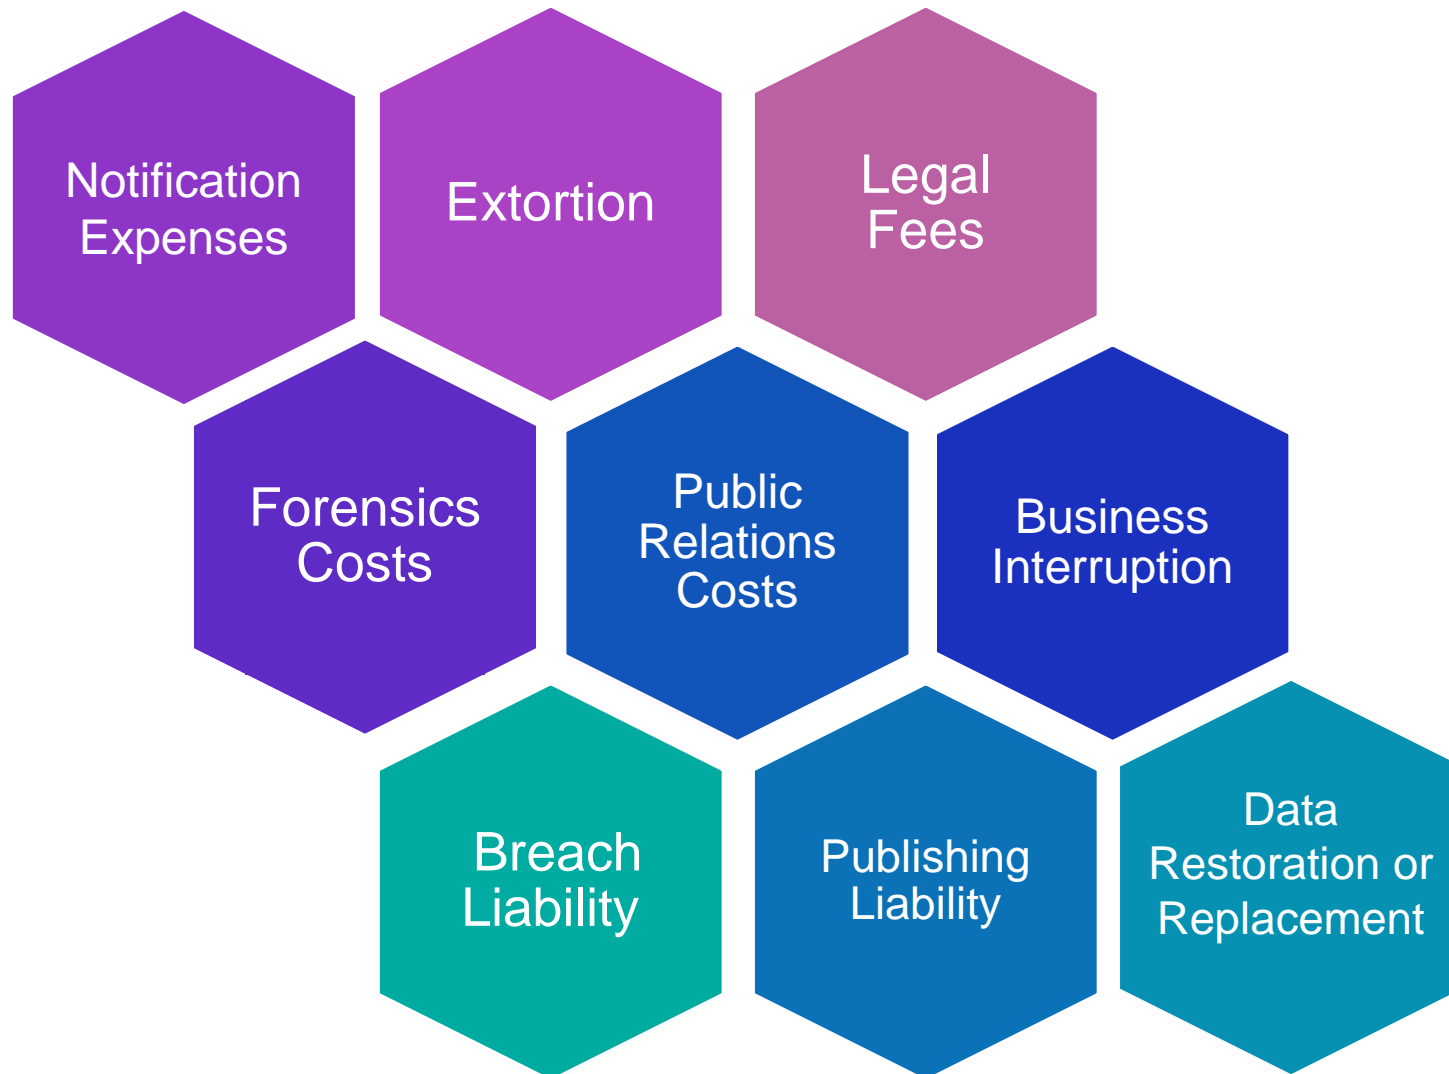 Notification
Expenses
Extortion
Legal
Fees
Forensics
Costs
Public
Relations
Costs
Business
Interruption
Breach
Liability
Publishing
Liability
Data
Restoration or
Replacement